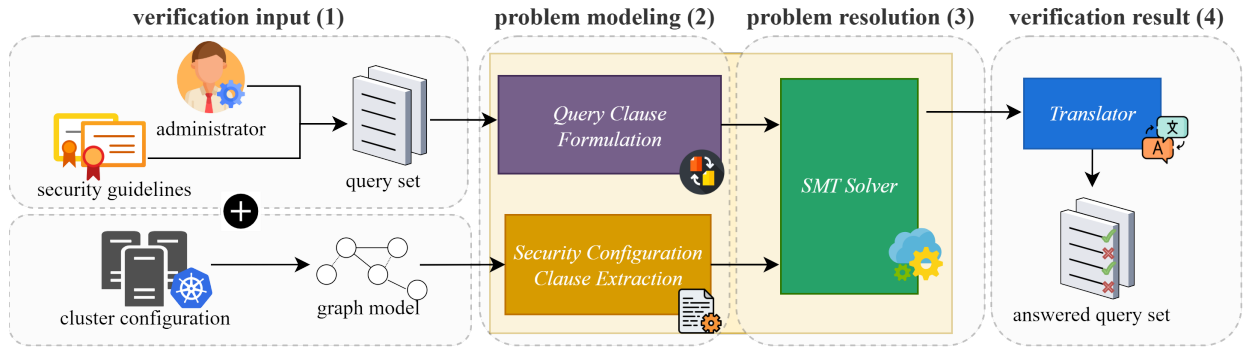 verification input (1)
problem modeling (2)
problem resolution (3)
verification result (4)
administrator
security guidelines
query set
cluster configuration
graph model
Query Clause
Formulation
Security Configuration
Clause Extraction
SMT Solver
Translator
文
A
answered query set